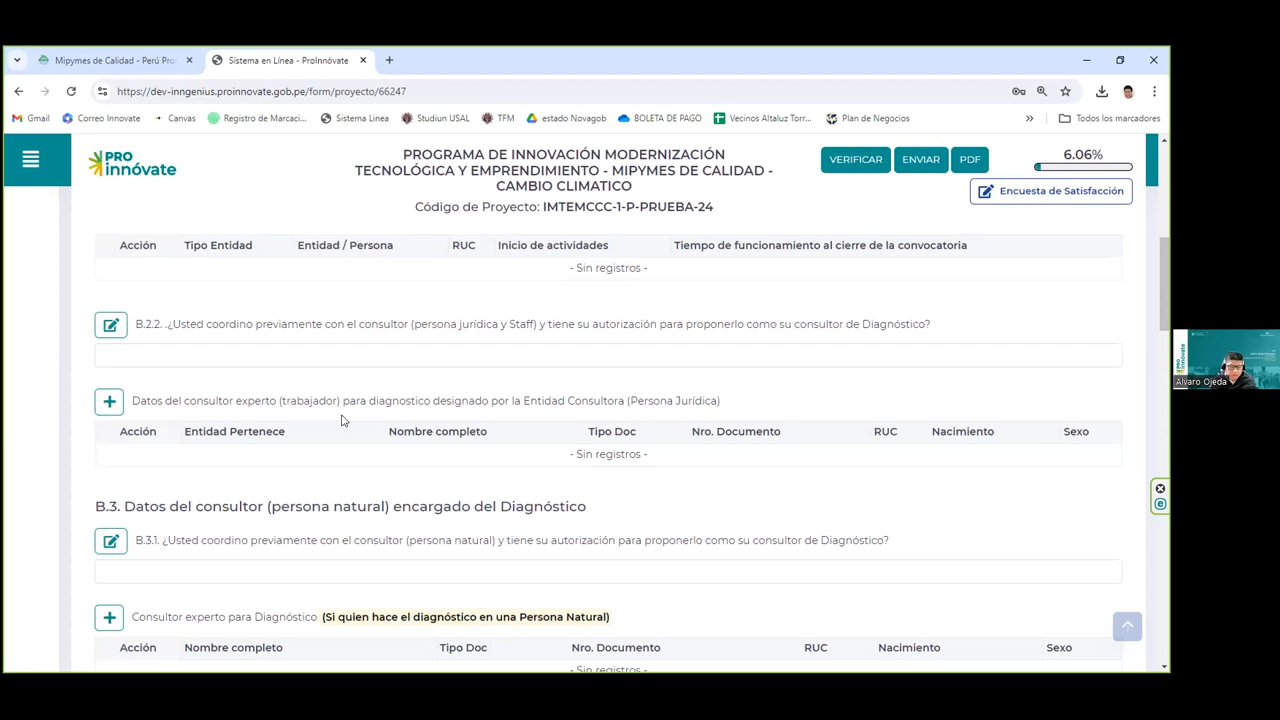 Mipymes de Calidad - Perú Pro
Sistema en Línea - ProInnóvate
https://dev-inngenius.proinnovate.gob.pe/form/proyecto/66247
Gmail
Correo Innovate
Canvas
Registro de Marcaci...
Sistema Linea
Studiun USAL
TFM
estado Novagob
BOLETA DE PAGO
Vecinos Altaluz Torr...
Plan de Negocios
Todos los marcadores
PRO
innóvate
PROGRAMA DE INNOVACIÓN MODERNIZACIÓN
TECNOLÓGICA Y EMPRENDIMIENTO - MIPYMES DE CALIDAD -
CAMBIO CLIMATICO
Código de Proyecto: IMTEMCCC-1-P-PRUEBA-24
VERIFICAR
ENVIAR
PDF
6.06%
Encuesta de Satisfacción
Acción Tipo Entidad Entidad / Persona RUC Inicio de actividades Tiempo de funcionamiento al cierre de la convocatoria
- Sin registros -
B.2.2. .¿Usted coordino previamente con el consultor (persona jurídica y Staff) y tiene su autorización para proponerlo como su consultor de Diagnóstico?
Datos del consultor experto (trabajador) para diagnostico designado por la Entidad Consultora (Persona Jurídica)
Acción Entidad Pertenece Nombre completo Tipo Doc Nro. Documento RUC Nacimiento Sexo
- Sin registros -
B.3. Datos del consultor (persona natural) encargado del Diagnóstico
B.3.1. ¿Usted coordino previamente con el consultor (persona natural) y tiene su autorización para proponerlo como su consultor de Diagnóstico?
Consultor experto para Diagnóstico (Si quien hace el diagnóstico en una Persona Natural)
Acción Nombre completo Tipo Doc Nro. Documento RUC Nacimiento Sexo
- Sin registros -
PRO
innóvate
Alvaro Ojeda